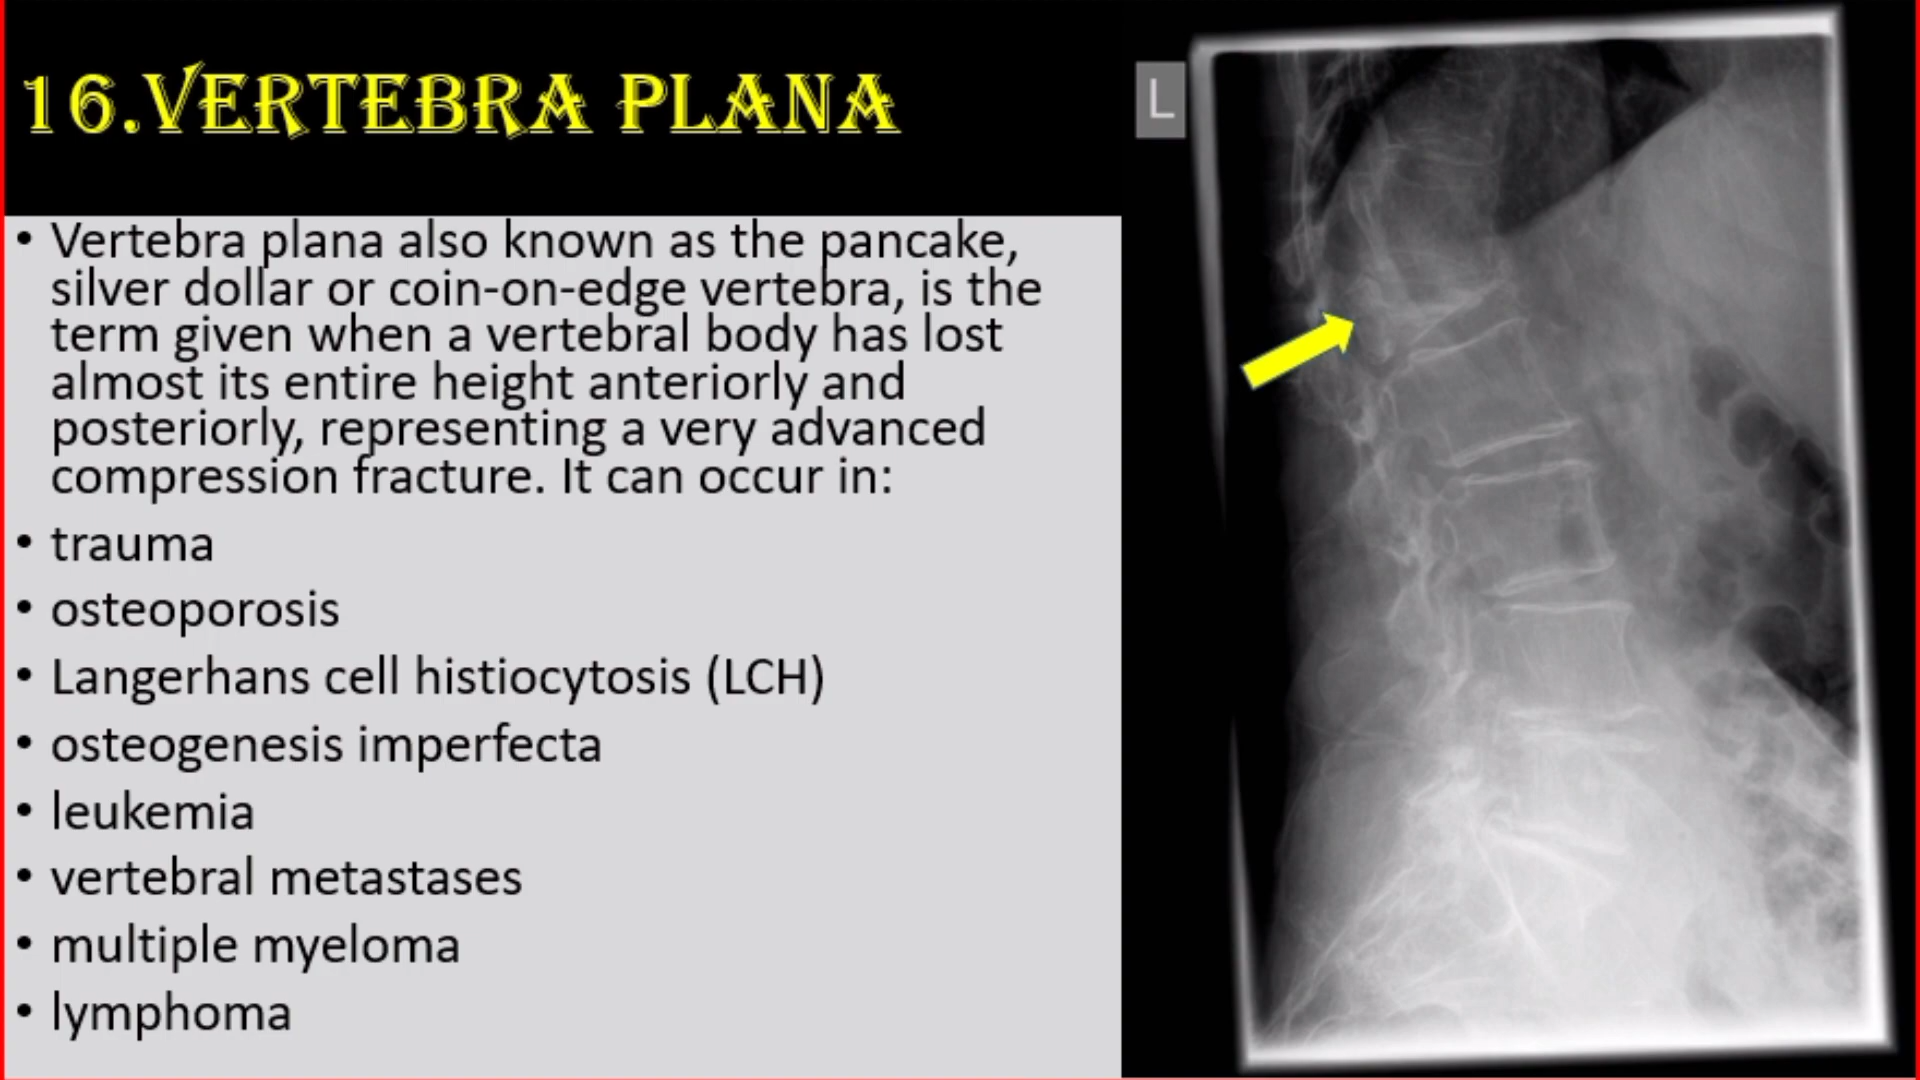 16.VERTEBRA PLANA
L
• Vertebra plana also known as the pancake,
silver dollar or coin-on-edge vertebra, is the
term given when a vertebral body has lost
almost its entire height anteriorly and
posteriorly, representing a very advanced
compression fracture. It can occur in:
• trauma
• osteoporosis
• Langerhans cell histiocytosis (LCH)
• osteogenesis imperfecta
• leukemia
• vertebral metastases
• multiple myeloma
• lymphoma